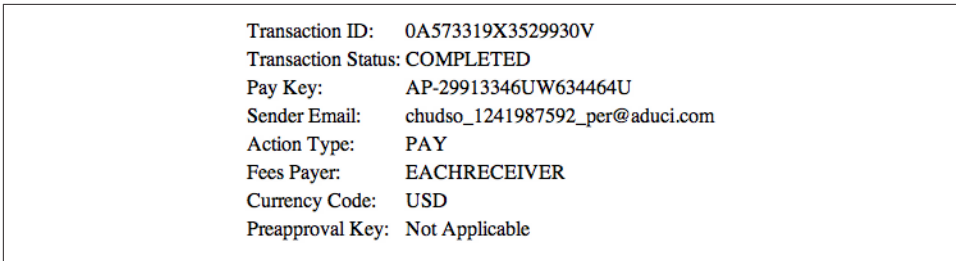 Transaction ID: 0A573319X3529930V
Transaction Status: COMPLETED
Pay Key: AP-29913346UW634464U
Sender Email: chudso_1241987592_per@aduci.com
Action Type: PAY
Fees Payer: EACHRECEIVER
Currency Code: USD
Preapproval Key: Not Applicable